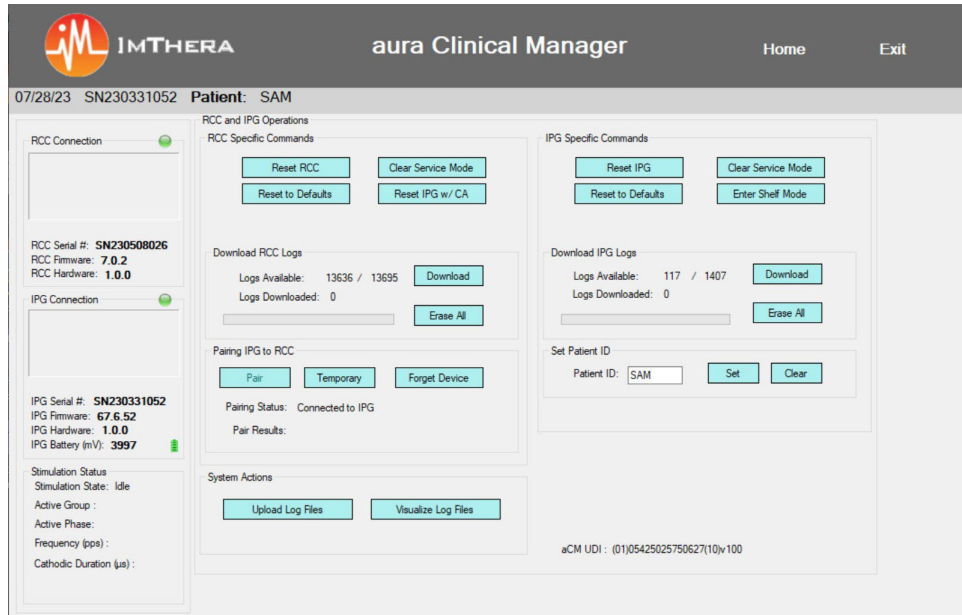 iM IMTHERA
aura Clinical Manager
Home
Exit
07/28/23 SN230331052 Patient: SAM
RCC Connection
RCC Serial #: SN230508026
RCC Firmware: 7.0.2
RCC Hardware: 1.0.0
IPG Connection
IPG Serial #: SN230331052
IPG Firmware: 67.6.52
IPG Hardware: 1.0.0
IPG Battery (mV): 3997
Stimulation Status
Stimulation State: Idle
Active Group :
Active Phase:
Frequency (pps) :
Cathodic Duration (µs) :
RCC and IPG Operations
RCC Specific Commands
Reset RCC
Clear Service Mode
Reset to Defaults
Reset IPG w/ CA
Download RCC Logs
Logs Available: 13636 / 13695
Download
Logs Downloaded: 0
Erase All
Pairing IPG to RCC
Pair
Temporary
Forget Device
Pairing Status: Connected to IPG
Pair Results:
System Actions
Upload Log Files
Visualize Log Files
IPG Specific Commands
Reset IPG
Clear Service Mode
Reset to Defaults
Enter Shelf Mode
Download IPG Logs
Logs Available: 117 / 1407
Download
Logs Downloaded: 0
Erase All
Set Patient ID
Patient ID: SAM
Set
Clear
aCM UDI : (01)05425025750627(10)v100